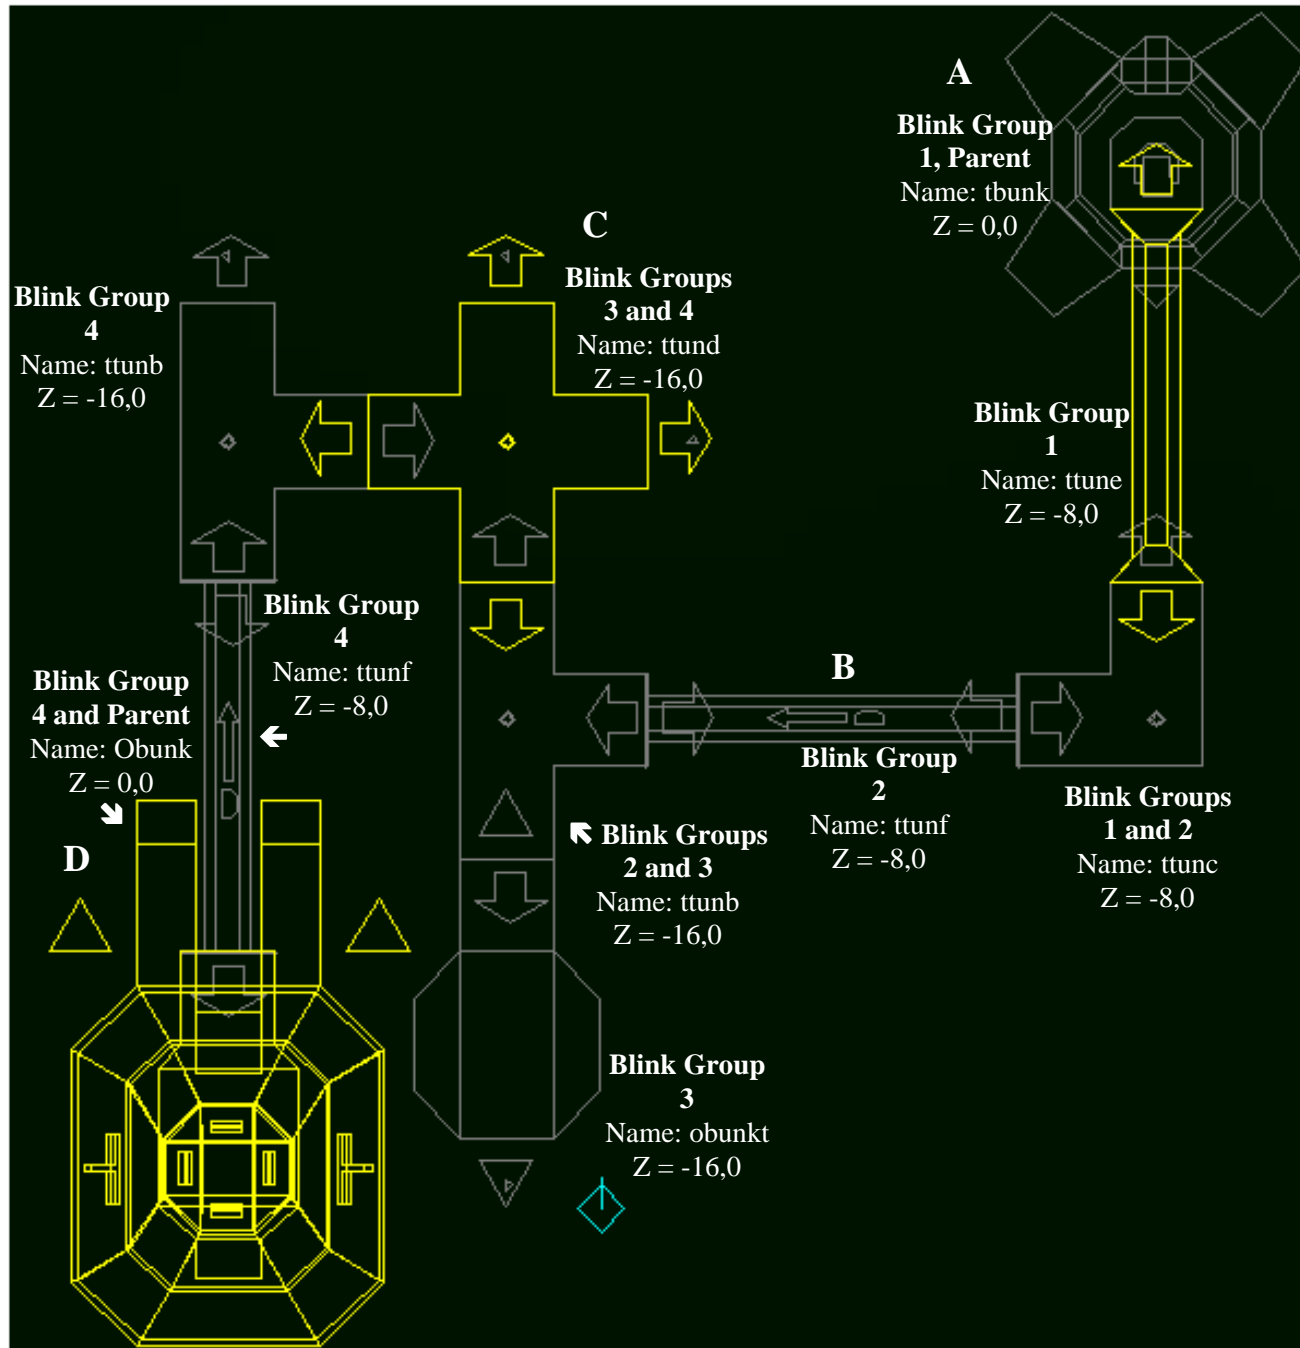 A
Blink Group
1, Parent
Name: tbunk
Z = 0,0
C
Blink Groups
3 and 4
Name: ttund
Z = -16,0
Blink Group
4
Name: ttunb
Z = -16,0
Blink Group
1
Name: ttune
Z = -8,0
Blink Group
4
Name: ttunf
Z = -8,0
Blink Group
4 and Parent
Name: Obunk
Z = 0,0
B
Blink Group
2
Name: ttunf
Z = -8,0
Blink Groups
1 and 2
Name: ttunc
Z = -8,0
Blink Groups
2 and 3
Name: ttunb
Z = -16,0
D
Blink Group
3
Name: obunkt
Z = -16,0